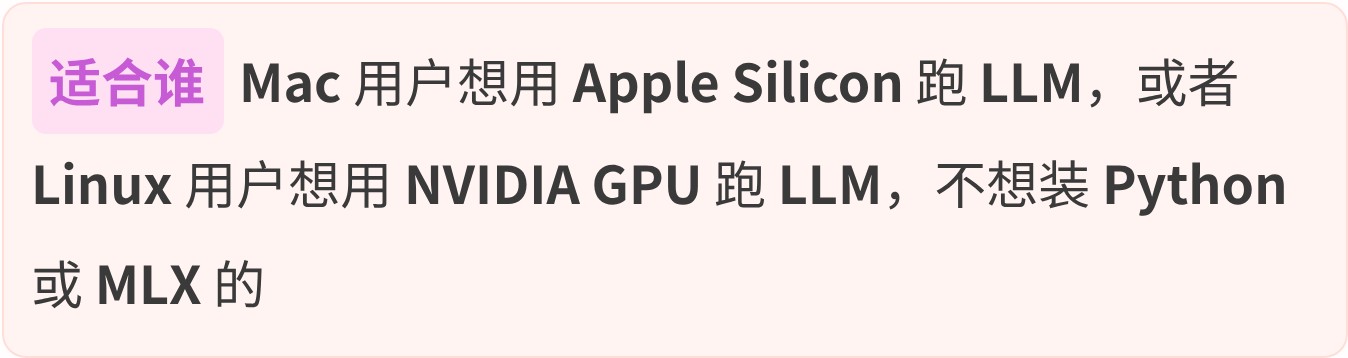 适合谁 Mac 用户想用 Apple Silicon 跑 LLM，或者
Linux 用户想用 NVIDIA GPU 跑 LLM，不想装 Python
或 MLX 的